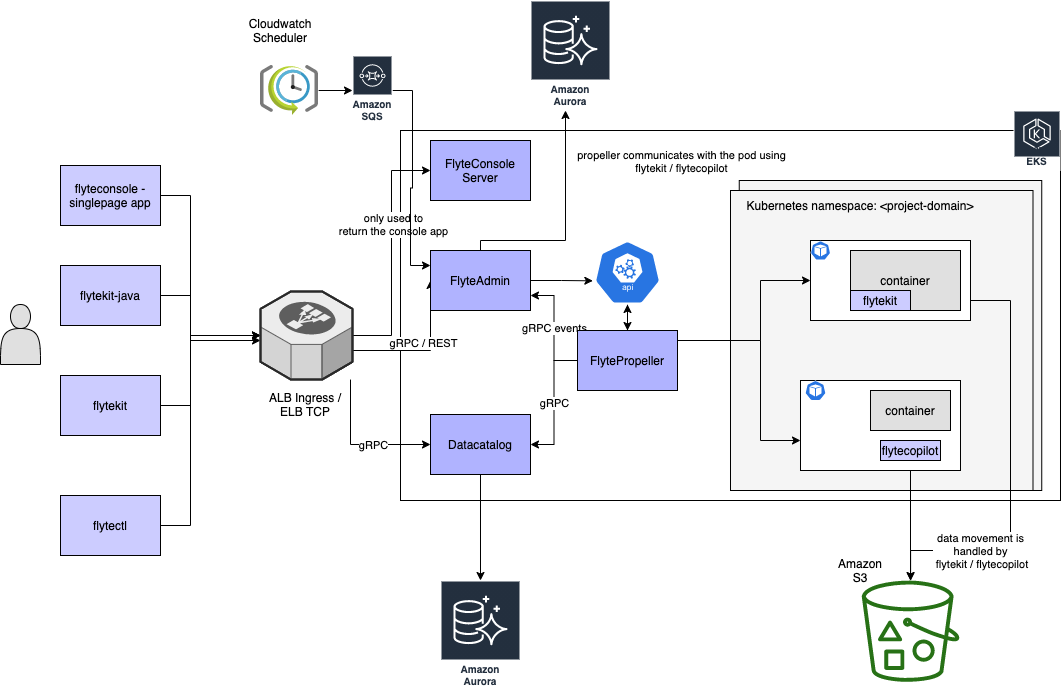 Cloudwatch
Scheduler
Amazon
SQS
Amazon
Aurora
EKS
propeller communicates with the pod using
flytekit / flytecopilot
flyteconsole -
singlepage app
flytekit-java
flytekit
flytectl
ALB Ingress /
ELB TCP
FlyteConsole
Server
only used to
return the console app
FlyteAdmin
api
gRPC / REST
gRPC events
FlytePropeller
gRPC
gRPC
Datacatalog
Kubernetes namespace: <project-domain>
container
flytekit
container
flytecopilot
data movement is
handled by
flytekit / flytecopilot
Amazon
S3
Amazon
Aurora